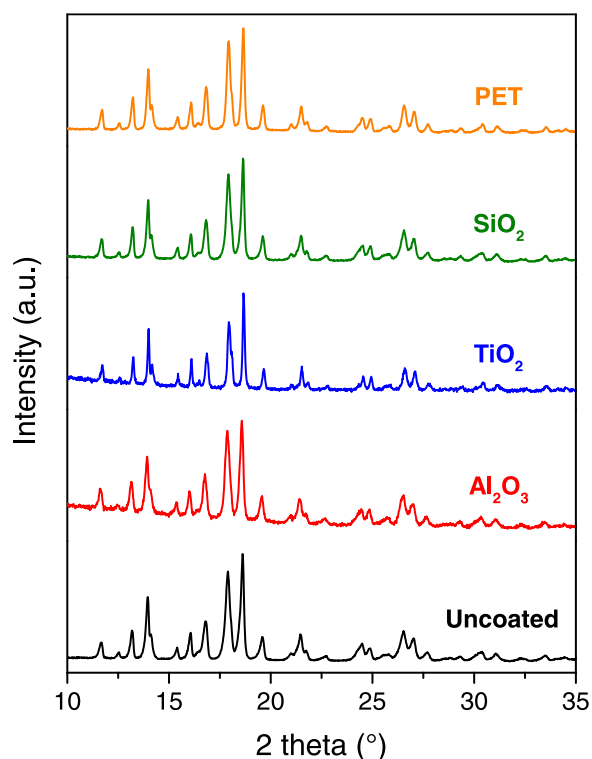 PET
SiO₂
TiO₂
Al₂O₃
Uncoated
Intensity (a.u.)
10 15 20 25 30 35
2 theta (°)